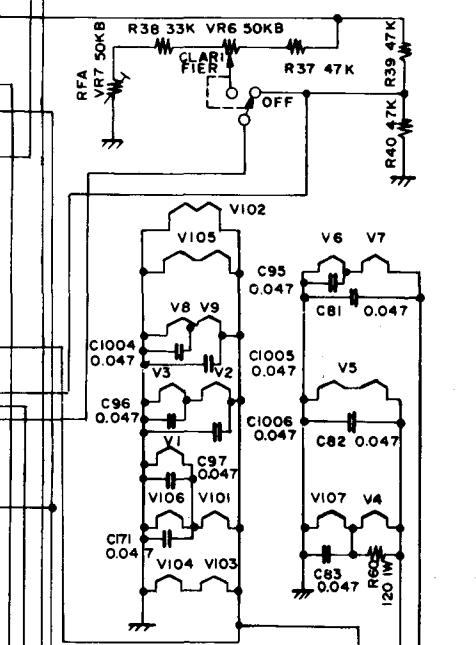 R38 33K VR6 50KB
CLARI
FIER
R37 47K
RFA
VR7 50KB
R39 47K
R40 47K
OFF
V102
V105
C95
0.047
V6 V7
C81 0.047
V8 V9
C1004
0.047
C1005
0.047
V3 V2
V5
C96
0.047
C1006
0.047
C82 0.047
V1
C97
0.047
V106 V101
V107 V4
C171
0.047
V104 V103
C83
0.047
R60
120 1W